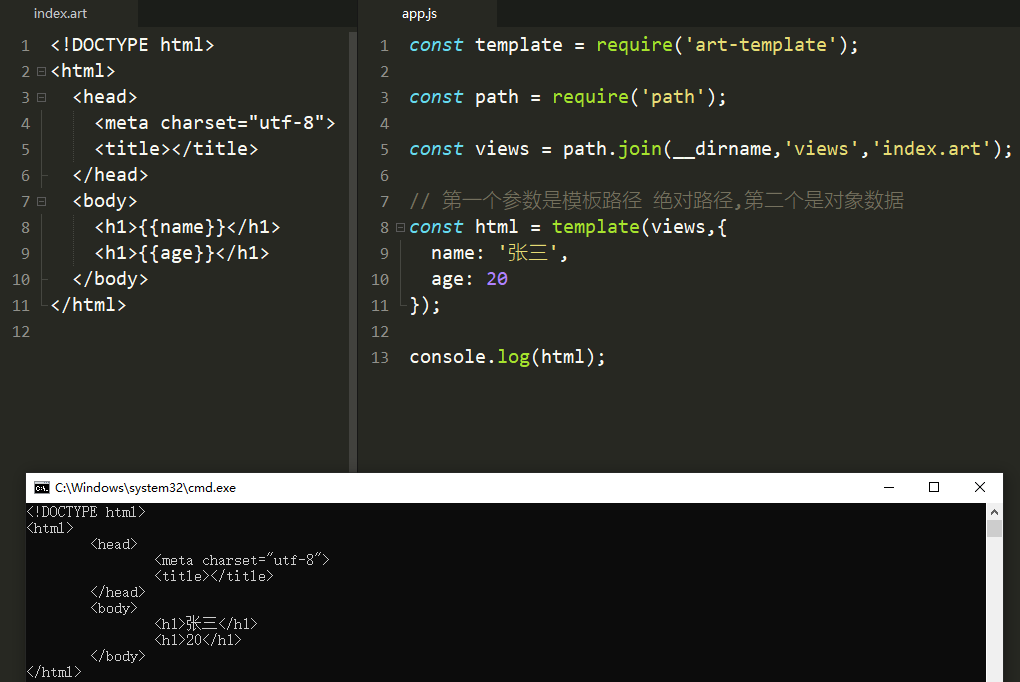 index.art
1 <!DOCTYPE html>
2 <html>
3 <head>
4 <meta charset="utf-8">
5 <title></title>
6 </head>
7 <body>
8 <h1>{{name}}</h1>
9 <h1>{{age}}</h1>
10 </body>
11 </html>
12
app.js
1 const template = require('art-template');
2
3 const path = require('path');
4
5 const views = path.join(__dirname,'views','index.art');
6
7 // 第一个参数是模板路径 绝对路径,第二个是对象数据
8 const html = template(views,{
9 name: '张三',
10 age: 20
11 });
12
13 console.log(html);
C:\Windows\system32\cmd.exe
<!DOCTYPE html>
<html>
<head>
<meta charset="utf-8">
<title></title>
</head>
<body>
<h1>张三</h1>
<h1>20</h1>
</body>
</html>